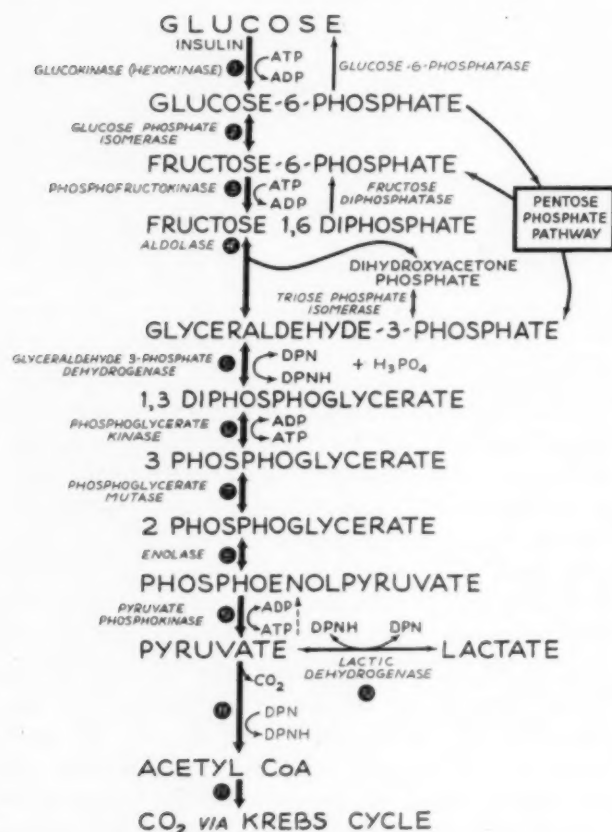 GLUCOSE
INSULIN
GLUCOKINASE (HEXOKINASE)
ATP
ADP
GLUCOSE-6-PHOSPHATASE
GLUCOSE-6-PHOSPHATE
GLUCOSE PHOSPHATE
ISOMERASE
FRUCTOSE-6-PHOSPHATE
PHOSPHOFRUCTOKINASE
ATP
ADP
FRUCTOSE
DIPHOSPHATASE
PENTOSE
PHOSPHATE
PATHWAY
FRUCTOSE 1,6 DIPHOSPHATE
ALDOLASE
DIHYDROXYACETONE
PHOSPHATE
TRIOSE PHOSPHATE
ISOMERASE
GLYCERALDEHYDE-3-PHOSPHATE
GLYCERALDEHYDE 3-PHOSPHATE
DEHYDROGENASE
DPN
DPNH
+ H₃PO₄
1,3 DIPHOSPHOGLYCERATE
PHOSPHOGLYCERATE
KINASE
ADP
ATP
3 PHOSPHOGLYCERATE
PHOSPHOGLYCERATE
MUTASE
2 PHOSPHOGLYCERATE
ENOLASE
PHOSPHOENOLPYRUVATE
PYRUVATE
PHOSPHOKINASE
ADP
ATP
DPNH
DPN
PYRUVATE
LACTATE
LACTIC
DEHYDROGENASE
CO₂
DPN
DPNH
ACETYL CoA
CO₂ VIA KREBS CYCLE